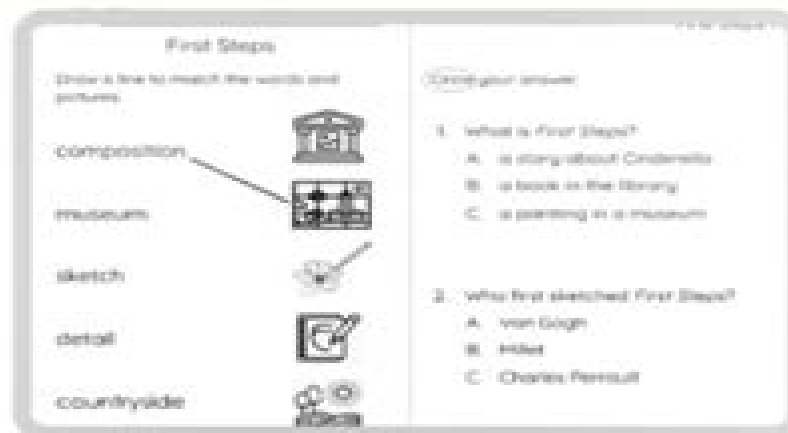 First Steps
Draw a line to match the words and
pictures.
composition
museum
sketch
detail
countryside
Circle your answer.
1. What is First Steps?
A. a story about Cinderella
B. a book in the library
C. a painting in a museum
2. Who first sketched First Steps?
A. Van Gogh
B. Millet
C. Charles Perrault